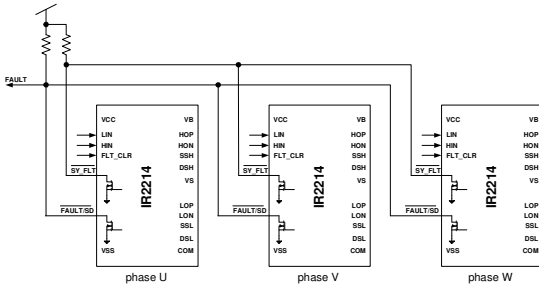 FAULT
VCC
LIN
HIN
FLT_CLR
SY_FLT
FAULT/SD
VSS
IR2214
VB
HOP
HON
SSH
DSH
VS
LOP
LON
SSL
DSL
COM
phase U
VCC
LIN
HIN
FLT_CLR
SY_FLT
FAULT/SD
VSS
IR2214
VB
HOP
HON
SSH
DSH
VS
LOP
LON
SSL
DSL
COM
phase V
VCC
LIN
HIN
FLT_CLR
SY_FLT
FAULT/SD
VSS
IR2214
VB
HOP
HON
SSH
DSH
VS
LOP
LON
SSL
DSL
COM
phase W